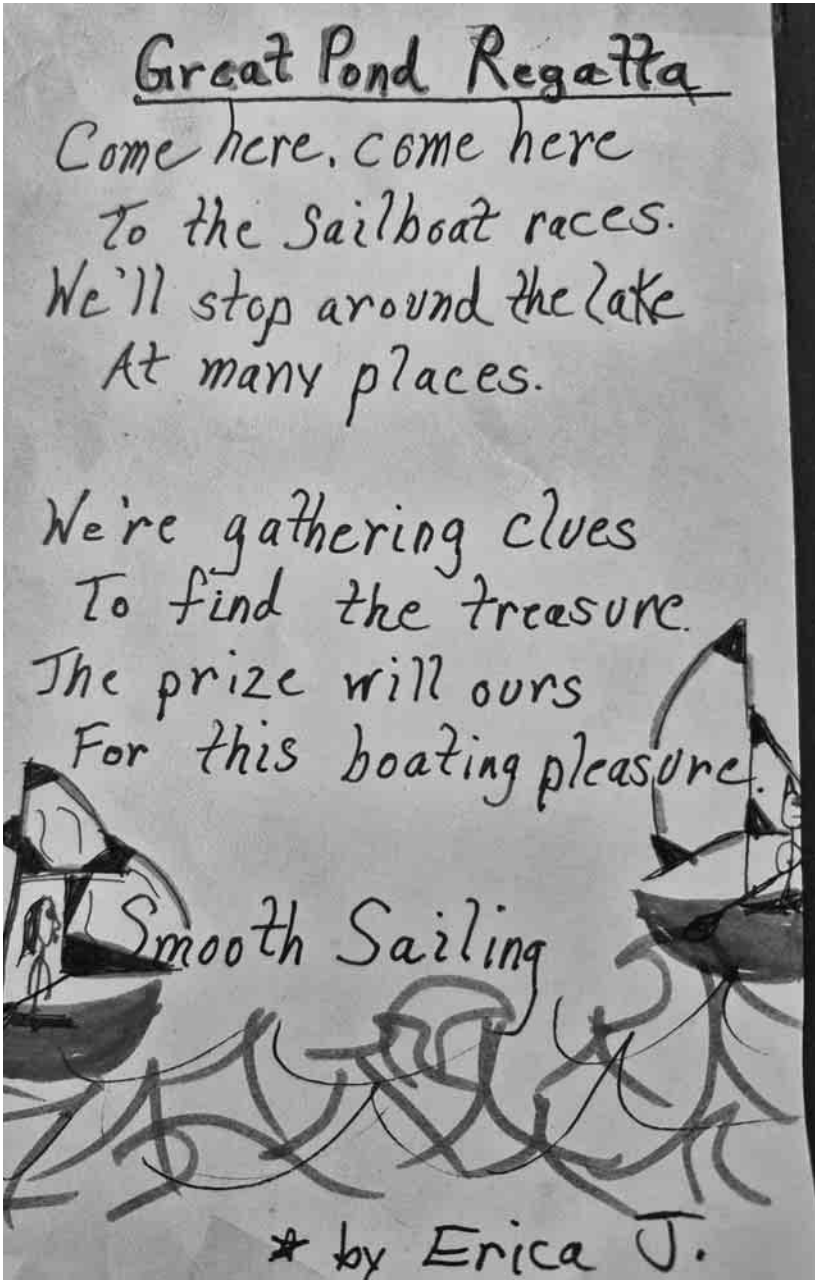 Great Pond Regatta
Come here, come here
To the Sailboat races.
We'll stop around the lake
At many places.
We're gathering clues
To find the treasure.
The prize will ours
For this boating pleasure.
Smooth Sailing
* by Erica J.